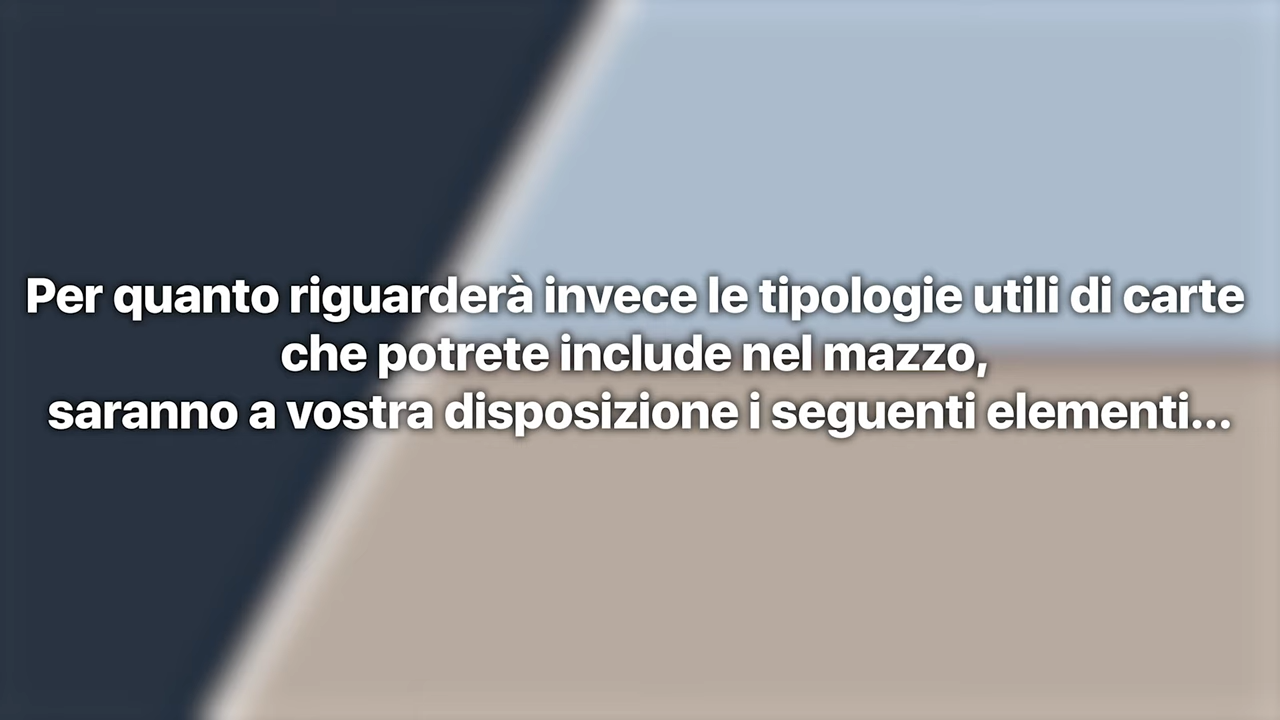 Per quanto riguarderà invece le tipologie utili di carte
che potrete include nel mazzo,
saranno a vostra disposizione i seguenti elementi...